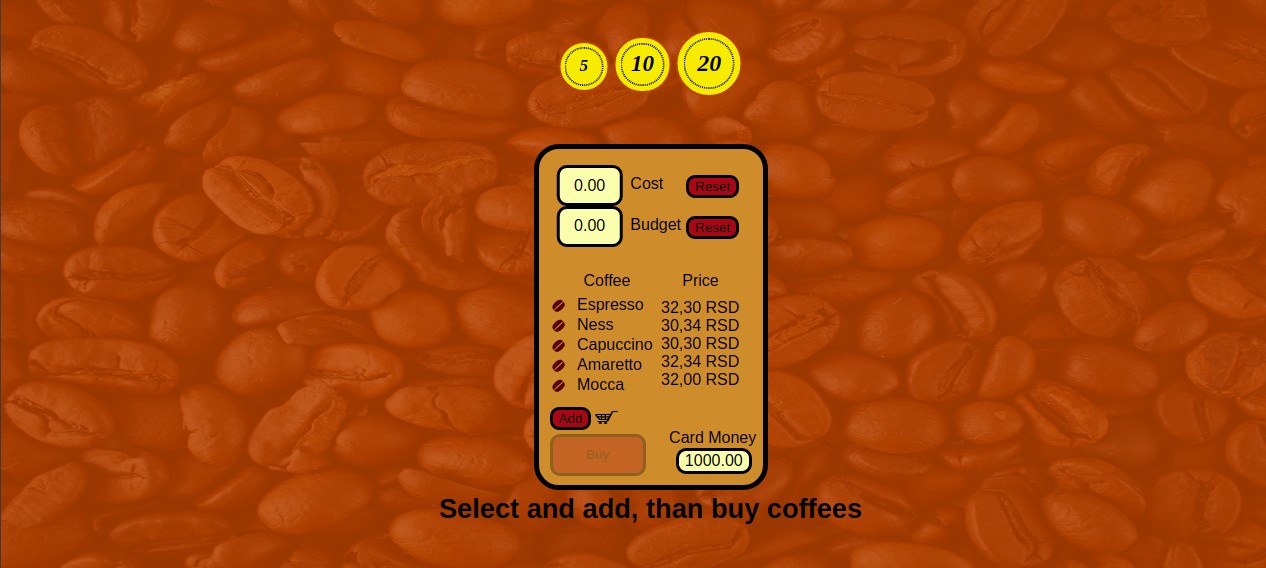 5 10 20
0.00 Cost Reset
0.00 Budget Reset
Coffee Price
Espresso 32,30 RSD
Ness 30,34 RSD
Capuccino 30,30 RSD
Amaretto 32,34 RSD
Mocca 32,00 RSD
Add
Card Money
Buy 1000.00
Select and add, than buy coffees